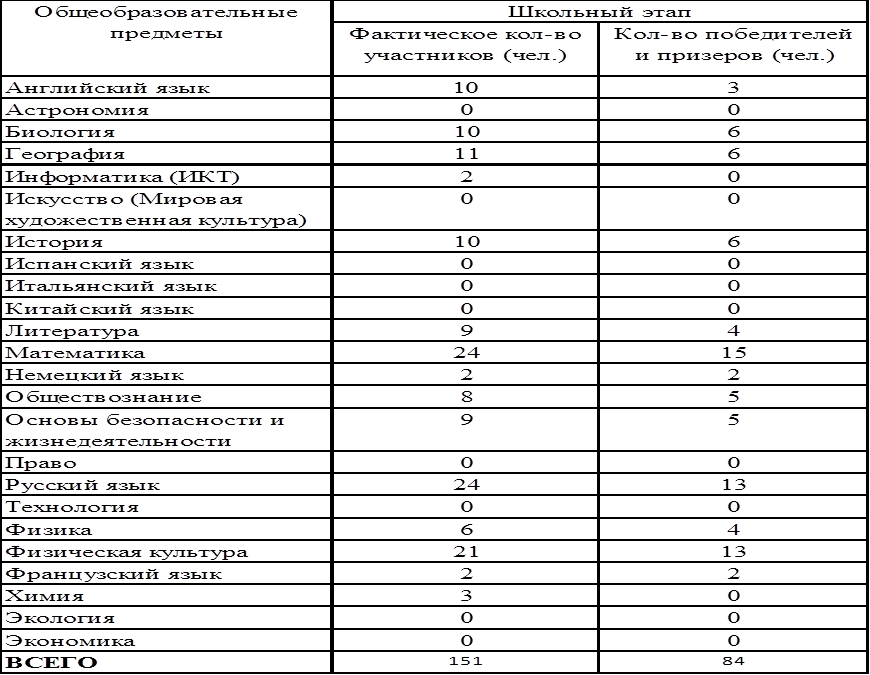 Общеобразовательные Школьный этап
предметы Фактическое кол-во Кол-во победителей
участников (чел.) и призеров (чел.)
Английский язык 10 3
Астрономия 0 0
Биология 10 6
География 11 6
Информатика (ИКТ) 2 0
Искусство (Мировая 0 0
художественная культура)
История 10 6
Испанский язык 0 0
Итальянский язык 0 0
Китайский язык 0 0
Литература 9 4
Математика 24 15
Немецкий язык 2 2
Обществознание 8 5
Основы безопасности и 9 5
жизнедеятельности
Право 0 0
Русский язык 24 13
Технология 0 0
Физика 6 4
Физическая культура 21 13
Французский язык 2 2
Химия 3 0
Экология 0 0
Экономика 0 0
ВСЕГО 151 84